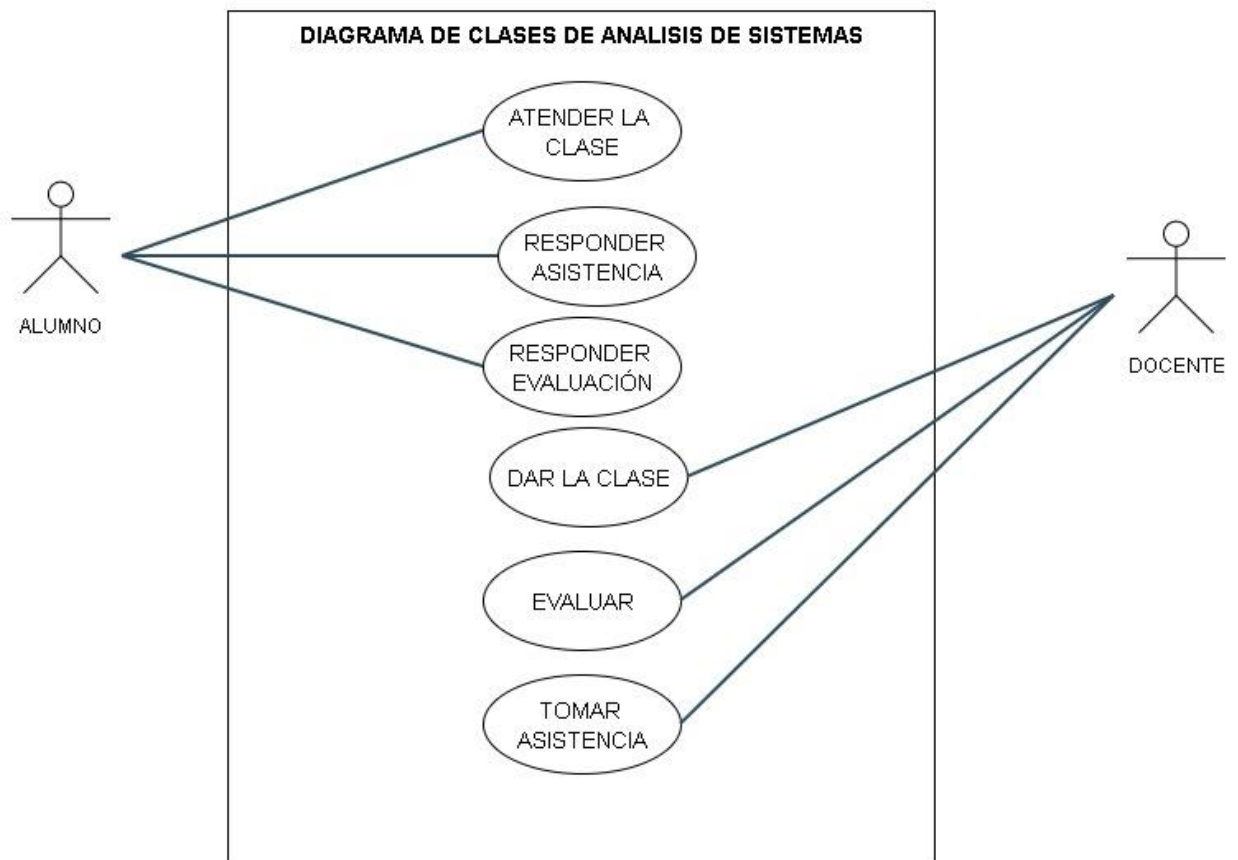 DIAGRAMA DE CLASES DE ANALISIS DE SISTEMAS
ATENDER LA
CLASE
RESPONDER
ASISTENCIA
ALUMNO
RESPONDER
EVALUACIÓN
DOCENTE
DAR LA CLASE
EVALUAR
TOMAR
ASISTENCIA